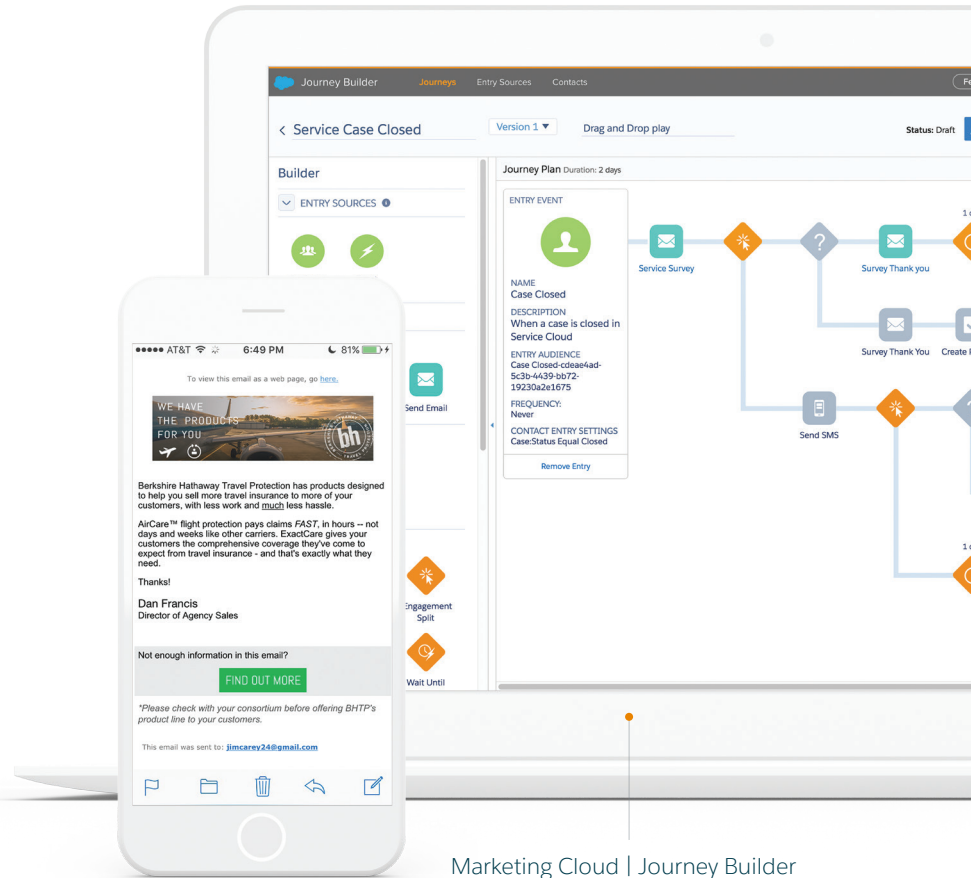 Journey Builder
Journeys
Entry Sources
Contacts
Service Case Closed
Version 1
Drag and Drop play
Status: Draft
Builder
ENTRY SOURCES
Send Email
Engagement
Split
Wait Until
Journey Plan Duration: 2 days
ENTRY EVENT
NAME
Case Closed
DESCRIPTION
When a case is closed in
Service Cloud
ENTRY AUDIENCE
Case Closed-cdeae4ad-
5c3b-4439-bb72-
19230a2e1675
FREQUENCY:
Never
CONTACT ENTRY SETTINGS
Case:Status Equal Closed
Remove Entry
Service Survey
Survey Thank you
Survey Thank You
Create
Send SMS
AT&T
6:49 PM
81%
To view this email as a web page, go here.
WE HAVE
THE PRODUCTS
FOR YOU
bh
Berkshire Hathaway Travel Protection has products designed
to help you sell more travel insurance to more of your
customers, with less work and much less hassle.
AirCare™ flight protection pays claims FAST, in hours -- not
days and weeks like other carriers. ExactCare gives your
customers the comprehensive coverage they've come to
expect from travel insurance - and that's exactly what they
need.
Thanks!
Dan Francis
Director of Agency Sales
Not enough information in this email?
FIND OUT MORE
*Please check with your consortium before offering BHTP's
product line to your customers.
This email was sent to: jimcarey24@gmail.com
Marketing Cloud | Journey Builder